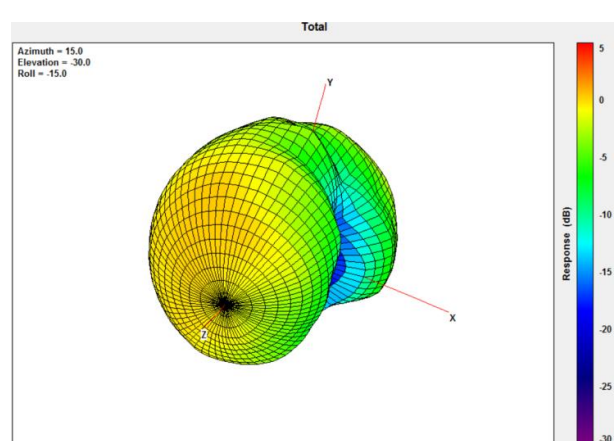 Total
Azimuth = 15.0
Elevation = -30.0
Roll = -15.0
Y
X
Z
5
0
-5
-10
-15
-20
-25
-30
Response (dB)